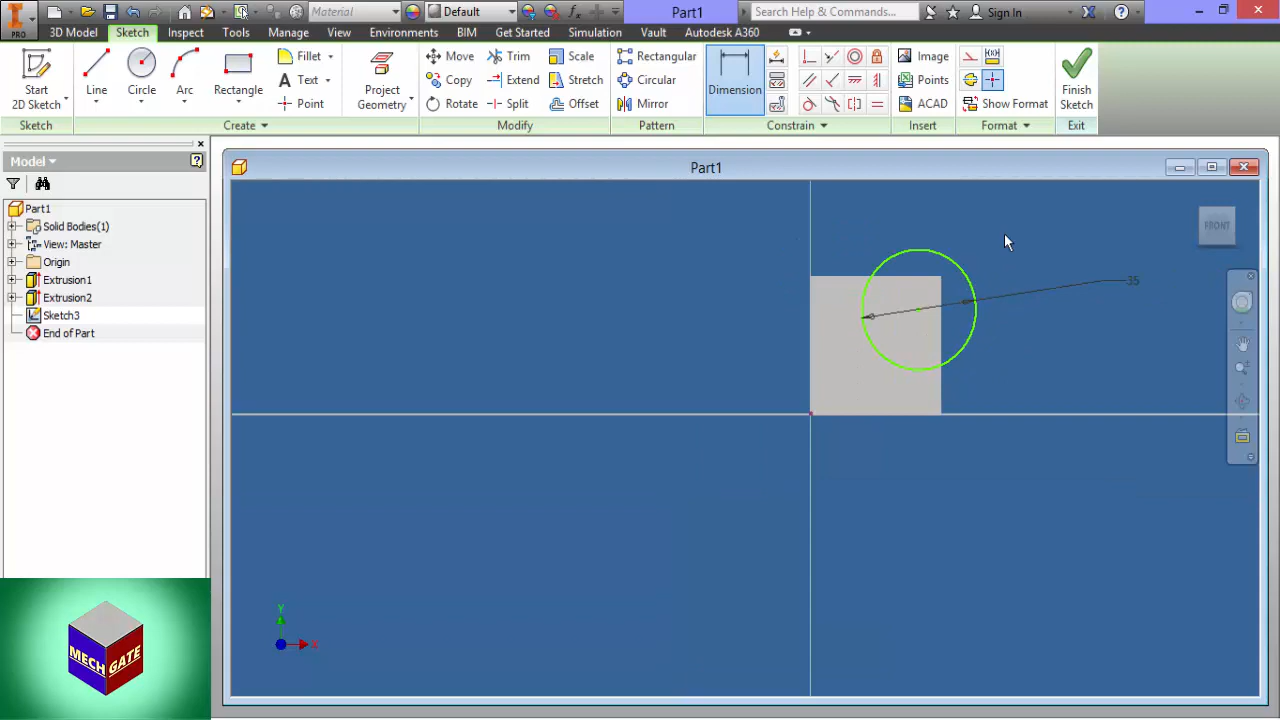 PRO
Material
Default
fx
Part1
Search Help & Commands...
Sign In
3D Model
Sketch
Inspect
Tools
Manage
View
Environments
BIM
Get Started
Simulation
Vault
Autodesk A360
Start
2D Sketch
Line
Circle
Arc
Rectangle
Fillet
Text
Point
Project
Geometry
Move
Copy
Rotate
Trim
Extend
Split
Scale
Stretch
Offset
Rectangular
Circular
Mirror
Dimension
Image
Points
ACAD
Show Format
Finish
Sketch
Sketch
Create
Modify
Pattern
Constrain
Insert
Format
Exit
Model
Part1
Solid Bodies(1)
View: Master
Origin
Extrusion1
Extrusion2
Sketch3
End of Part
Part1
FRONT
35
Y
X
MECH GATE